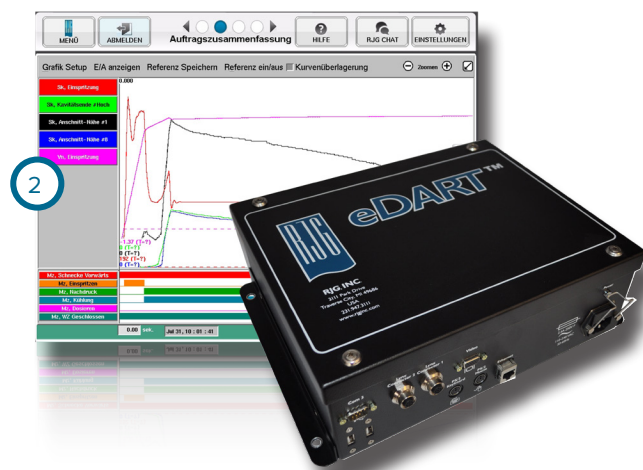 MENÜ
ABMELDEN
Auftragszusammenfassung
HILFE
RJG CHAT
EINSTELLUNGEN
Grafik Setup E/A anzeigen Referenz Speichern Referenz ein/aus Kurvenüberlagerung Zoomen
0.000
Sk, Einspritzung
Sk, Kavitätsende #Hoch
Sk, Anschnitt-Nähe #1
Sk, Anschnitt-Nähe #8
Vs, Einspritzung
2
Mz, Schnecke Vorwärts
Mz, Einspritzen
Mz, Nachdruck
Mz, Kühlung
Mz, Dosieren
Mz, WZ Geschlossen
0.00 sek. Jul 31, 10 : 01 : 41
RJG
eDART™
RJG, INC.
3111 Park Drive
Traverse City, MI 49686
USA
231.947.3111
www.rjginc.com
Video
Ethernet